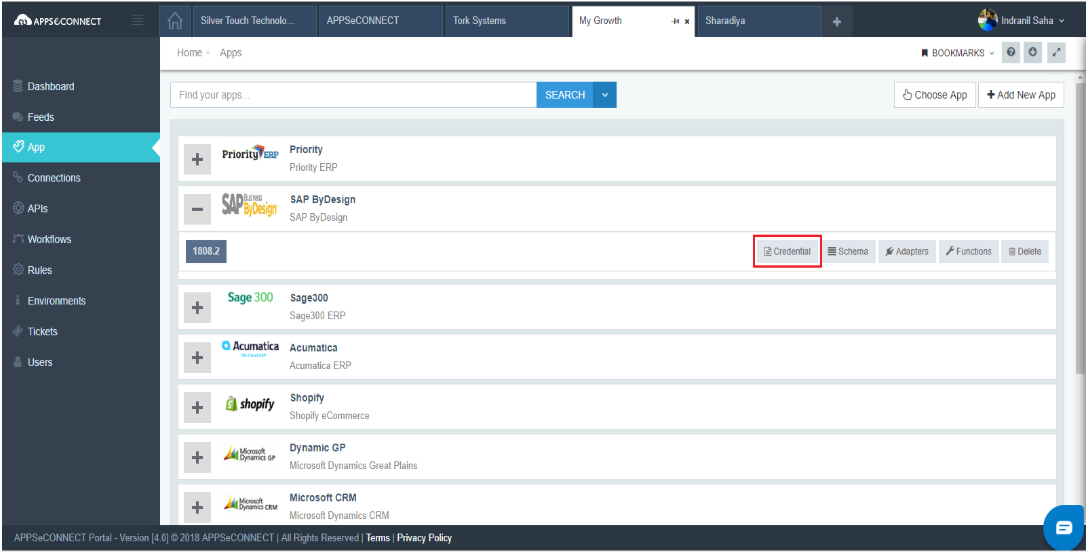 APPSeCONNECT
Silver Touch Technolo...
APPSeCONNECT
Tork Systems
My Growth
Sharadiya
Indranil Saha
Home
Apps
BOOKMARKS
Find your apps...
SEARCH
Choose App
Add New App
Dashboard
Feeds
App
Connections
APIs
Workflows
Rules
Environments
Tickets
Users
Priority ERP
Priority
Priority ERP
SAP Business ByDesign
SAP ByDesign
SAP ByDesign
1808.2
Credential
Schema
Adapters
Functions
Delete
Sage 300
Sage300
Sage300 ERP
Acumatica
The Cloud ERP
Acumatica
Acumatica ERP
shopify
Shopify
Shopify eCommerce
Microsoft
Dynamics GP
Dynamic GP
Microsoft Dynamics Great Plains
Microsoft
Dynamics CRM
Microsoft CRM
Microsoft Dynamics CRM
APPSeCONNECT Portal - Version [4.0] © 2018 APPSeCONNECT | All Rights Reserved | Terms | Privacy Policy